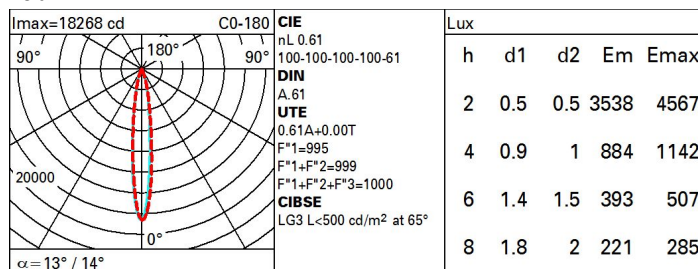 Imax=18268 cd C0-180
90° 180° 90°
20000
0°
α=13° / 14°
CIE
nL 0.61
100-100-100-100-61
DIN
A.61
UTE
0.61A+0.00T
F"1=995
F"1+F"2=999
F"1+F"2+F"3=1000
CIBSE
LG3 L<500 cd/m² at 65°
Lux
h d1 d2 Em Emax
2 0.5 0.5 3538 4567
4 0.9 1 884 1142
6 1.4 1.5 393 507
8 1.8 2 221 285